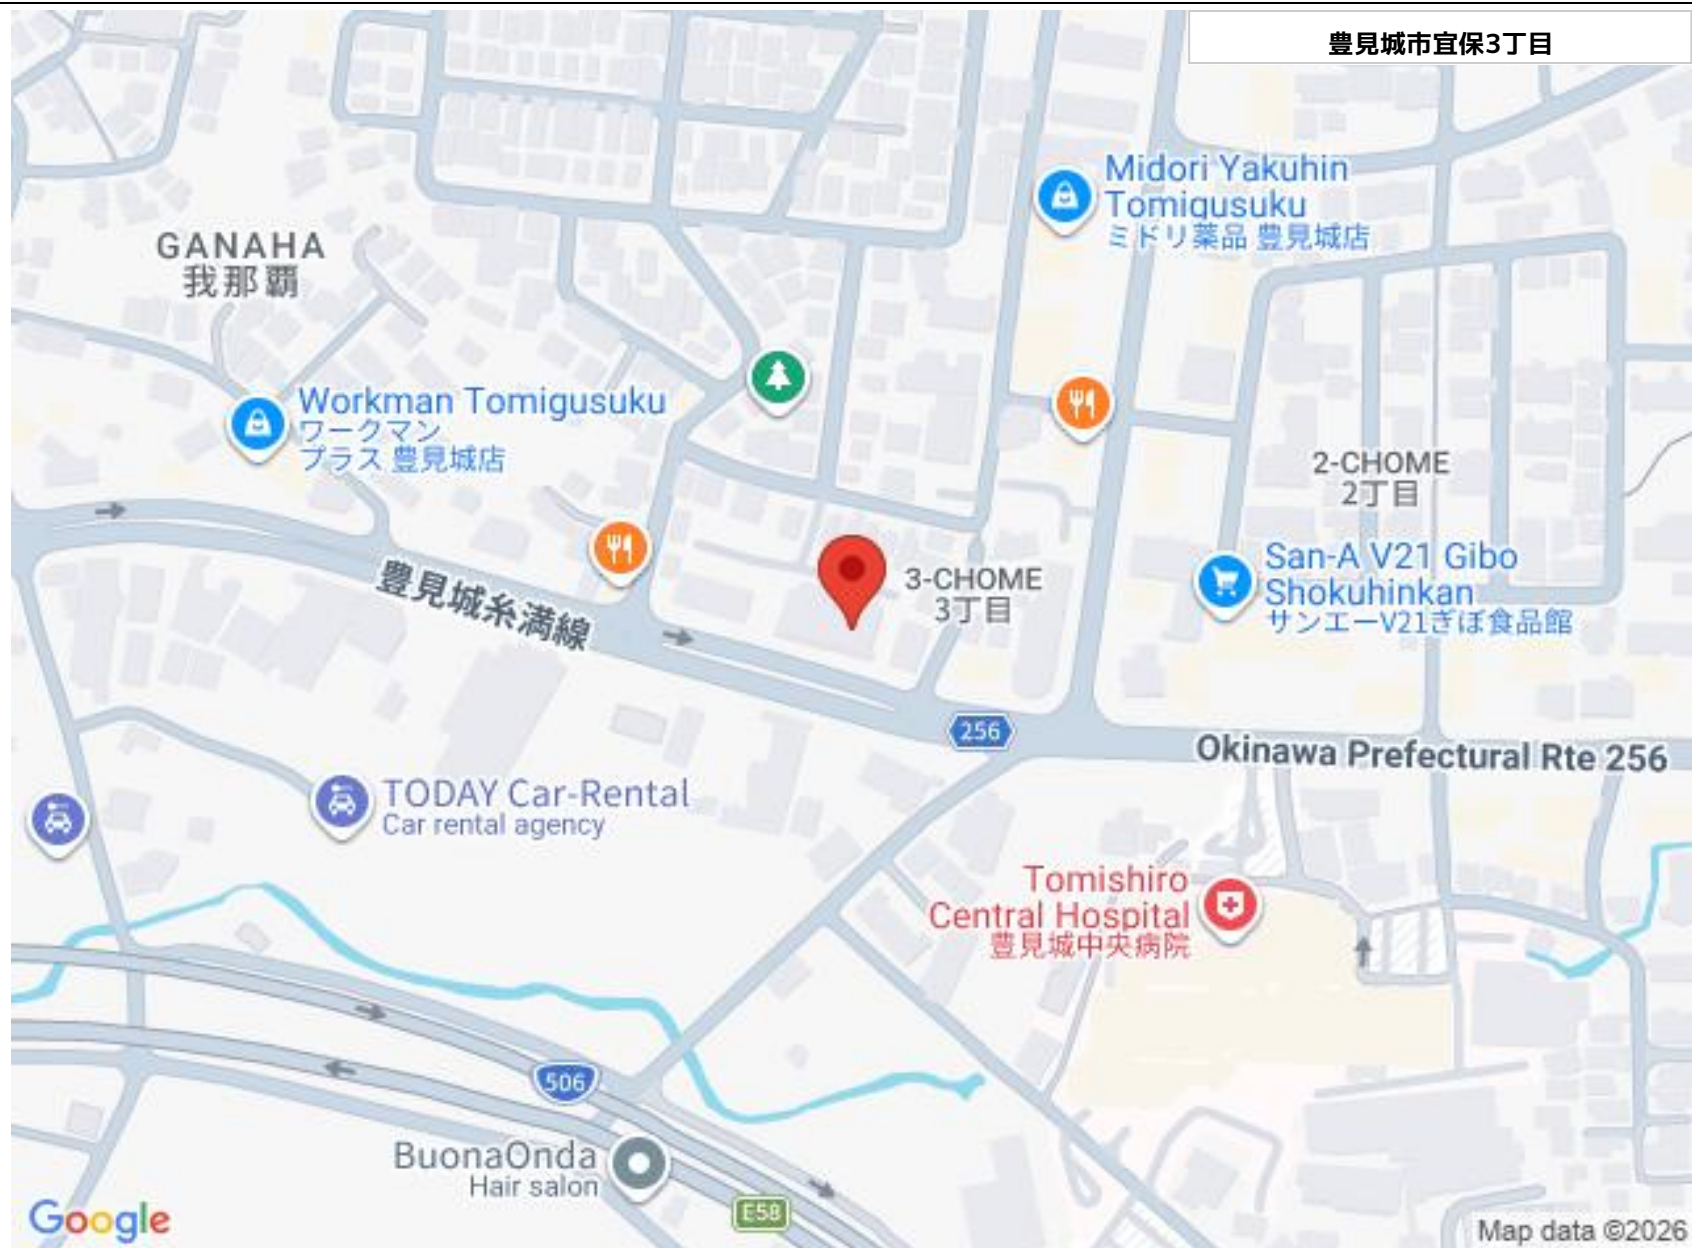 豊見城市宜保3丁目
Midori Yakuhin
Tomigusuku
ミドリ薬品 豊見城店
GANAHA
我那覇
Workman Tomigusuku
ワークマン
プラス 豊見城店
2-CHOME
2丁目
San-A V21 Gibo
Shokuhinkan
サンエーV21ぎぼ食品館
3-CHOME
3丁目
豊見城糸満線
256
Okinawa Prefectural Rte 256
TODAY Car-Rental
Car rental agency
Tomishiro
Central Hospital
豊見城中央病院
506
BuonaOnda
Hair salon
E58
Google
Map data ©2026